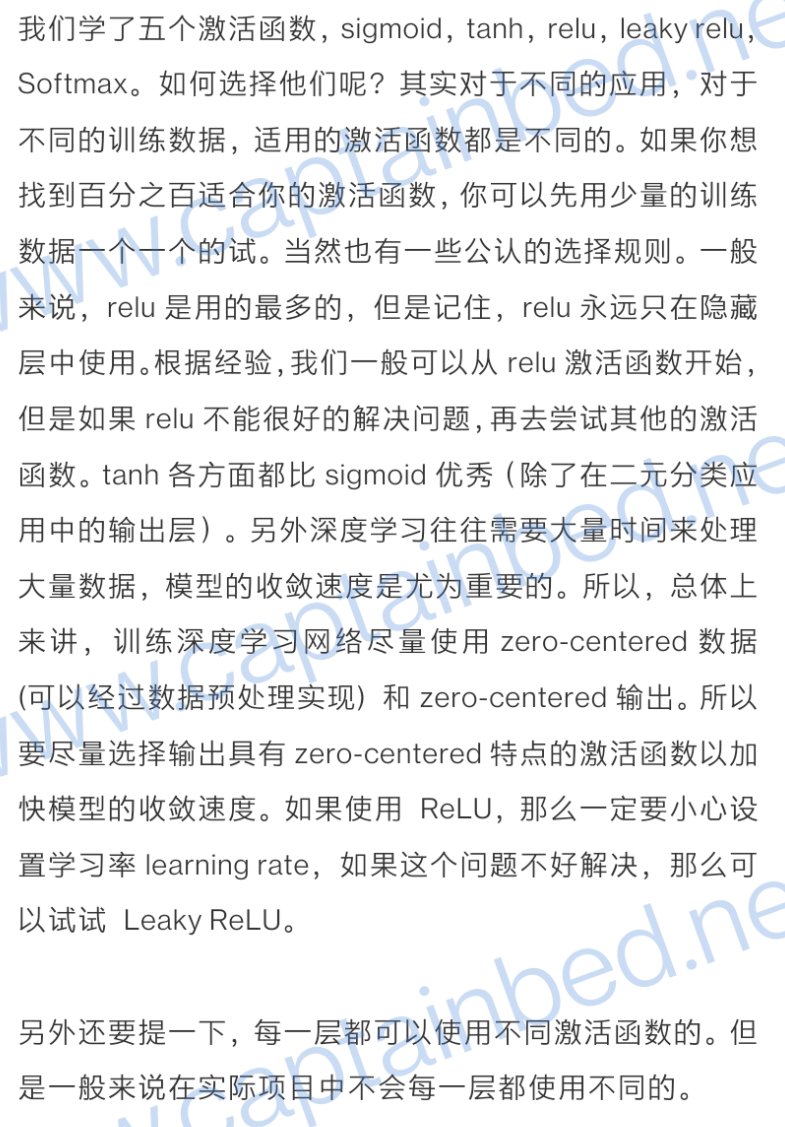 我们学了五个激活函数，sigmoid，tanh，relu，leaky relu，
Softmax。如何选择他们呢？其实对于不同的应用，对于
不同的训练数据，适用的激活函数都是不同的。如果你想
找到百分之百适合你的激活函数，你可以先用少量的训练
数据一个一个的试。当然也有一些公认的选择规则。一般
来说，relu 是用的最多的，但是记住，relu 永远只在隐藏
层中使用。根据经验，我们一般可以从 relu 激活函数开始，
但是如果 relu 不能很好的解决问题，再去尝试其他的激活
函数。tanh 各方面都比 sigmoid 优秀（除了在二元分类应
用中的输出层）。另外深度学习往往需要大量时间来处理
大量数据，模型的收敛速度是尤为重要的。所以，总体上
来讲，训练深度学习网络尽量使用 zero-centered 数据
(可以经过数据预处理实现) 和 zero-centered 输出。所以
要尽量选择输出具有 zero-centered 特点的激活函数以加
快模型的收敛速度。如果使用 ReLU，那么一定要小心设
置学习率 learning rate，如果这个问题不好解决，那么可
以试试 Leaky ReLU。
另外还要提一下，每一层都可以使用不同激活函数的。但
是一般来说在实际项目中不会每一层都使用不同的。
www.captainbed.ne
www.captainbed.ne
w.captainbed.ne